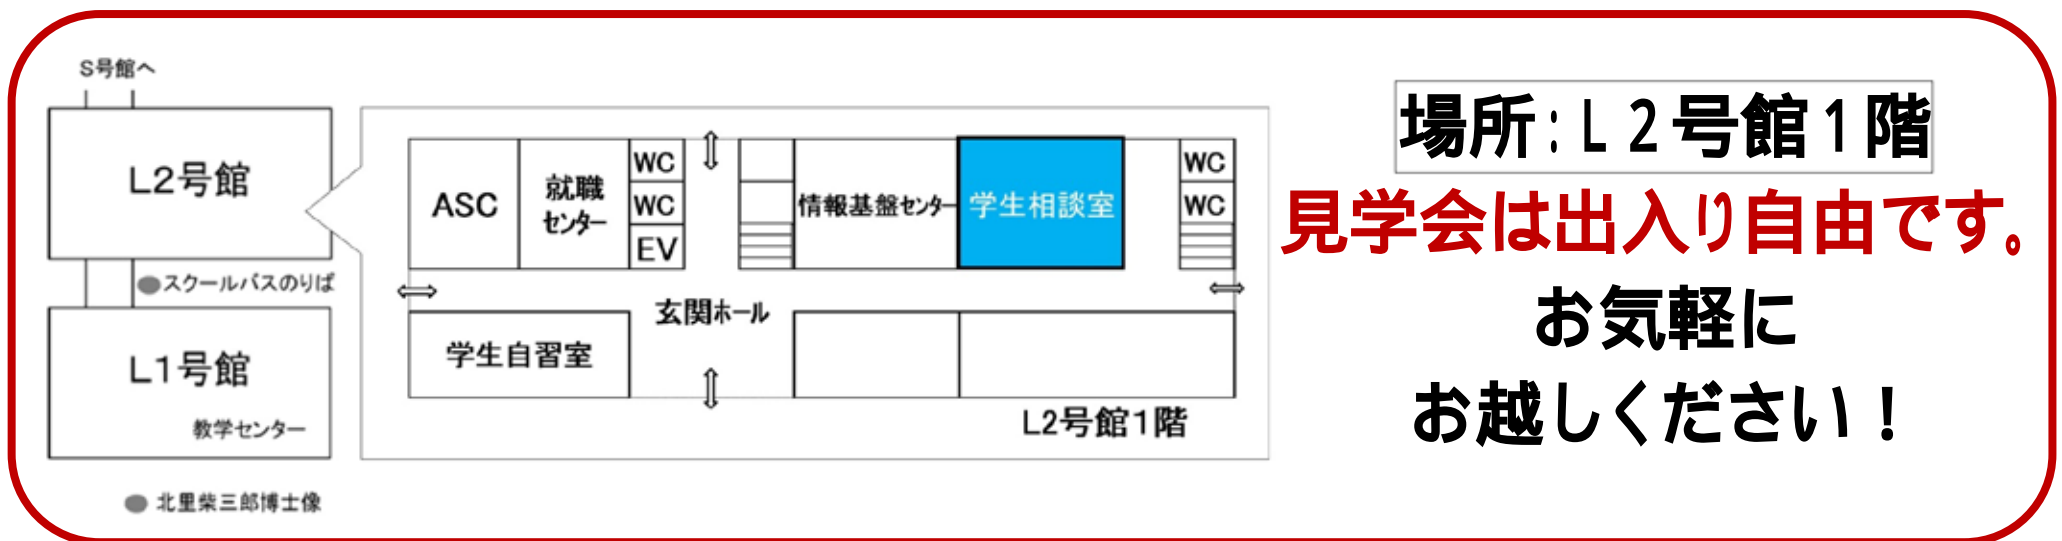 S号館へ
L2号館
スクールバスのりば
L1号館
教学センター
北里柴三郎博士像
ASC
就職
センター
WC
WC
EV
情報基盤センター
学生相談室
WC
WC
玄関ホール
学生自習室
L2号館1階
場所:L2号館1階
見学会は出入り自由です。
お気軽に
お越しください!